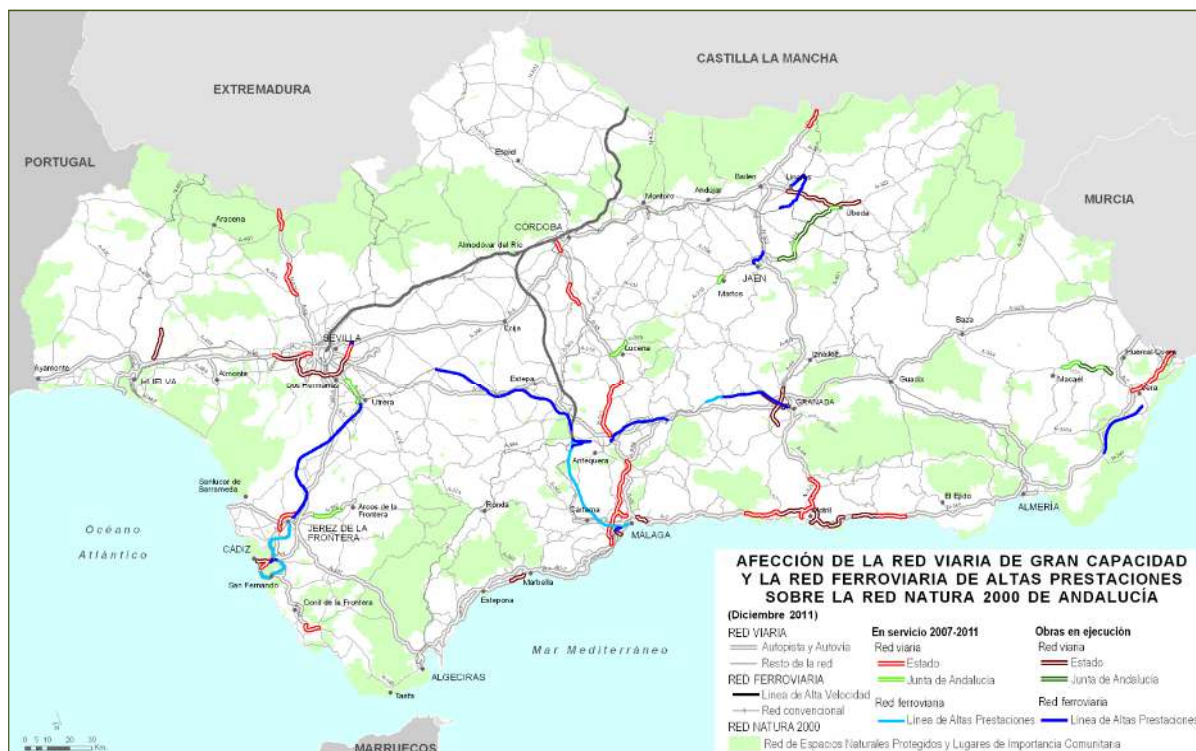 CASTILLA LA MANCHA
EXTREMADURA
PORTUGAL
MURCIA
Espiel
Montoro
Andújar
Bailén
Linares
Úbeda
Aracena
CÓRDOBA
Almodóvar del Río
JAÉN
Martos
Baza
SEVILLA
Écija
Lucena
Iznalloz
Huercal-Overa
Macael
Vera
Ayamonte
HUELVA
Almonte
Dos Hermanas
Utrera
Estepa
Guadix
GRANADA
Antequera
Sanlucar de
Barrameda
Arcos de la
Frontera
Ronda
Cártama
MÁLAGA
Motril
El Ejido
ALMERÍA
JEREZ DE LA
FRONTERA
Océano
Atlántico
CÁDIZ
San Fernando
Marbella
Estepona
Conil de la Frontera
Mar Mediterráneo
ALGECIRAS
Tarifa
MARRUECOS
0 5 10 20 30
Km.
AFECCIÓN DE LA RED VIARIA DE GRAN CAPACIDAD
Y LA RED FERROVIARIA DE ALTAS PRESTACIONES
SOBRE LA RED NATURA 2000 DE ANDALUCÍA
(Diciembre 2011)
RED VIARIA
Autopista y Autovía
Resto de la red
RED FERROVIARIA
Línea de Alta Velocidad
Red convencional
RED NATURA 2000
Red de Espacios Naturales Protegidos y Lugares de Importancia Comunitaria
En servicio 2007-2011
Red viaria
Estado
Junta de Andalucía
Red ferroviaria
Línea de Altas Prestaciones
Obras en ejecución
Red viaria
Estado
Junta de Andalucía
Red ferroviaria
Línea de Altas Prestaciones